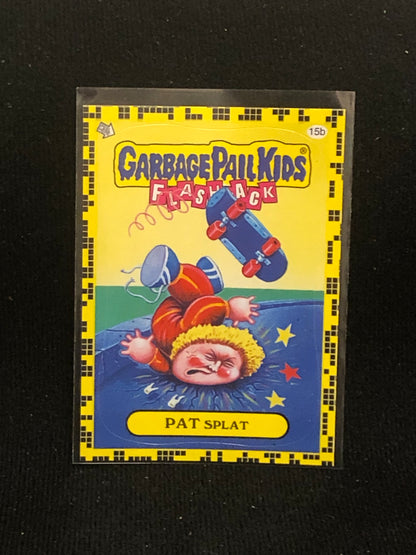 15b
GARBAGE PAIL KIDS®
FLASHBACK
PAT SPLAT